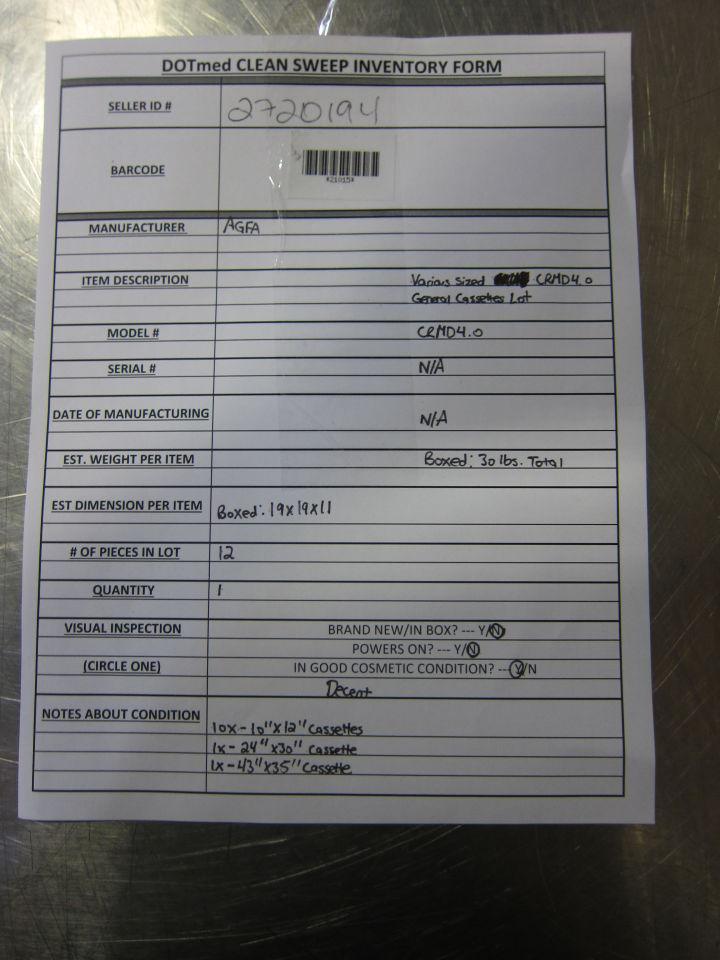 DOTmed CLEAN SWEEP INVENTORY FORM
SELLER ID # 2720194
BARCODE
*21015*
MANUFACTURER AGFA
ITEM DESCRIPTION Various Sized CRMD4.0
General Cassettes Lot
MODEL # CRMD4.0
SERIAL # N/A
DATE OF MANUFACTURING N/A
EST. WEIGHT PER ITEM Boxed: 30 lbs. Total
EST DIMENSION PER ITEM Boxed: 19x19x11
# OF PIECES IN LOT 12
QUANTITY 1
VISUAL INSPECTION BRAND NEW/IN BOX? --- Y/N
POWERS ON? --- Y/N
(CIRCLE ONE) IN GOOD COSMETIC CONDITION? --- Y/N
Decent
NOTES ABOUT CONDITION
10x - 10"x12" Cassettes
1x - 24"x30" Cassette
1x - 43"x35" Cassette